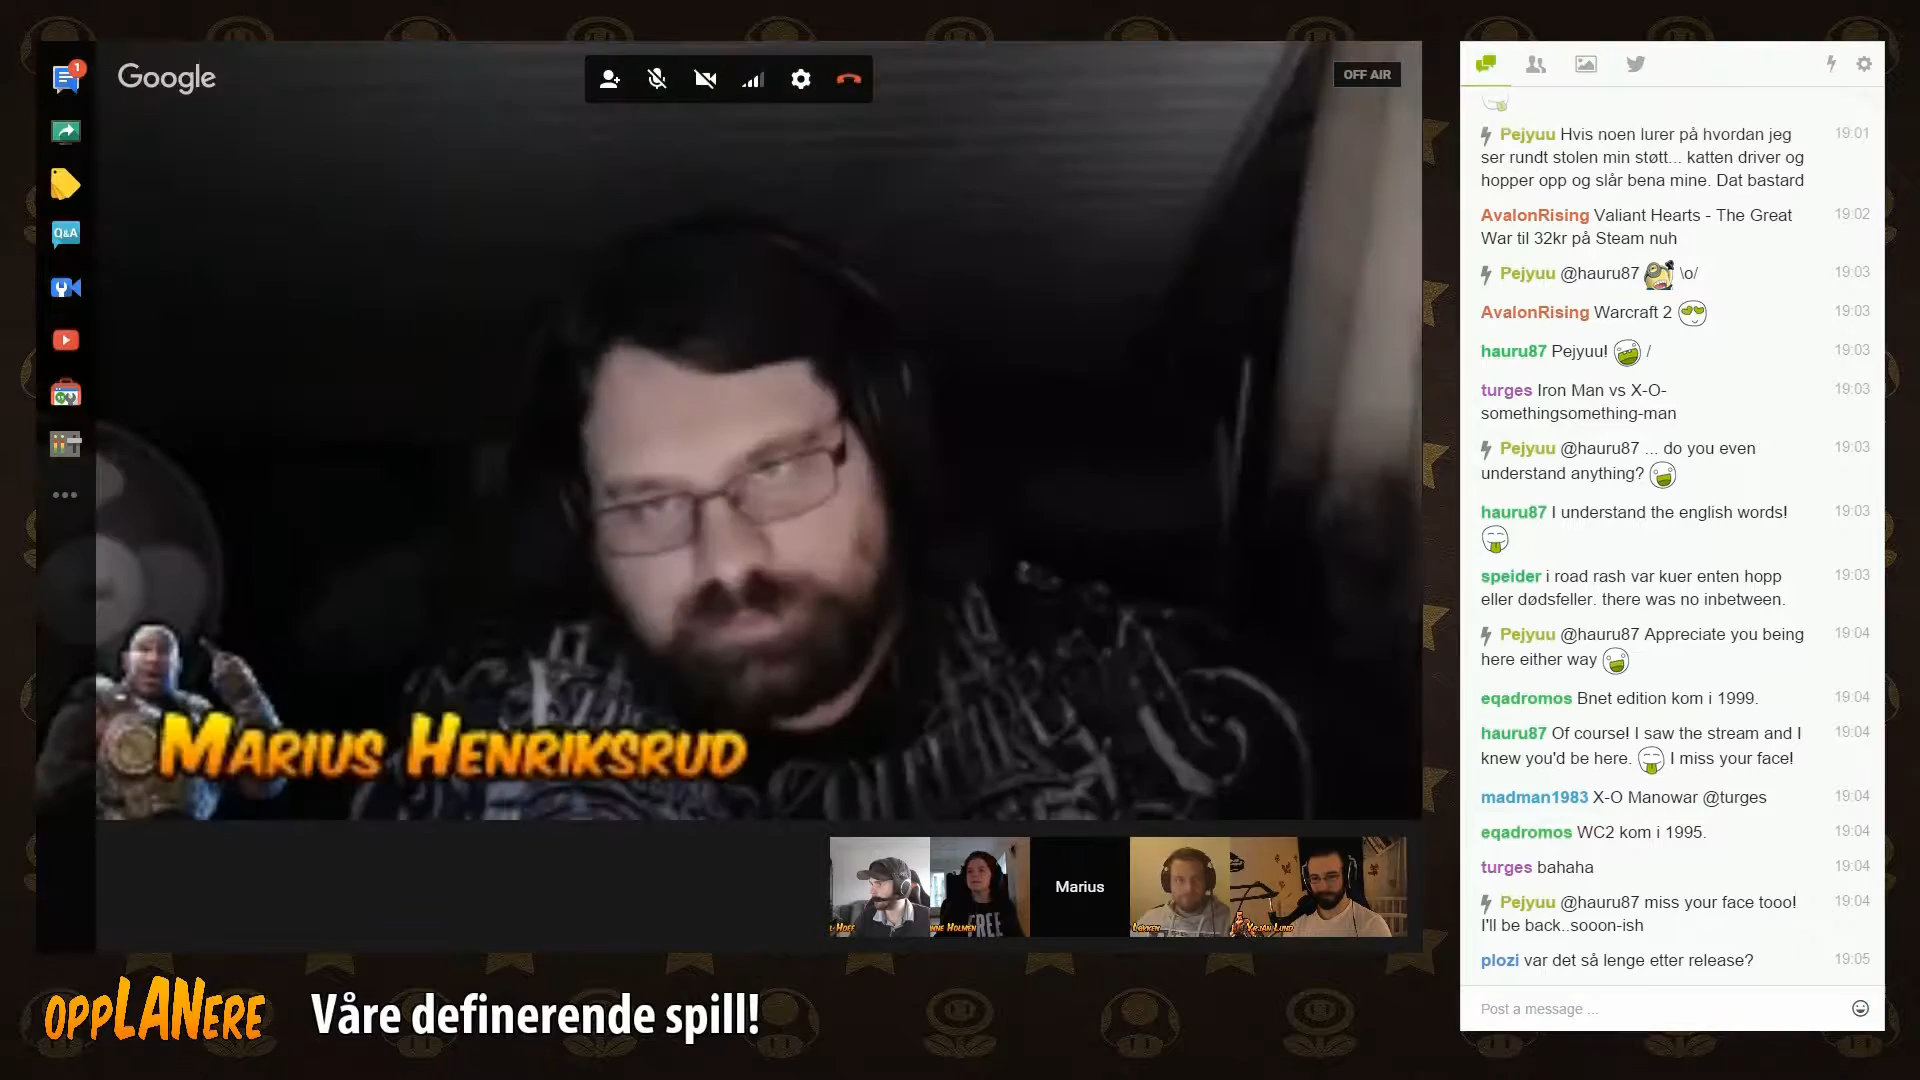 1
Google
OFF AIR
Q&A
MARIUS HENRIKSRUD
HOFF
NNE HOLMEN
FREE
Marius
LØKKEN
YRJAN LUND
OPPLANERE
Våre definerende spill!
Pejyuu Hvis noen lurer på hvordan jeg 19:01
ser rundt stolen min støtt... katten driver og
hopper opp og slår bena mine. Dat bastard
AvalonRising Valiant Hearts - The Great 19:02
War til 32kr på Steam nuh
Pejyuu @hauru87 \o/ 19:03
AvalonRising Warcraft 2 19:03
hauru87 Pejyuu! / 19:03
turges Iron Man vs X-O- 19:03
somethingsomething-man
Pejyuu @hauru87 ... do you even 19:03
understand anything?
hauru87 I understand the english words! 19:03
speider i road rash var kuer enten hopp 19:03
eller dødsfeller. there was no inbetween.
Pejyuu @hauru87 Appreciate you being 19:04
here either way
eqadromos Bnet edition kom i 1999. 19:04
hauru87 Of course! I saw the stream and I 19:04
knew you'd be here. I miss your face!
madman1983 X-O Manowar @turges 19:04
eqadromos WC2 kom i 1995. 19:04
turges bahaha 19:04
Pejyuu @hauru87 miss your face tooo! 19:04
I'll be back..sooon-ish
plozi var det så lenge etter release? 19:05
Post a message ...